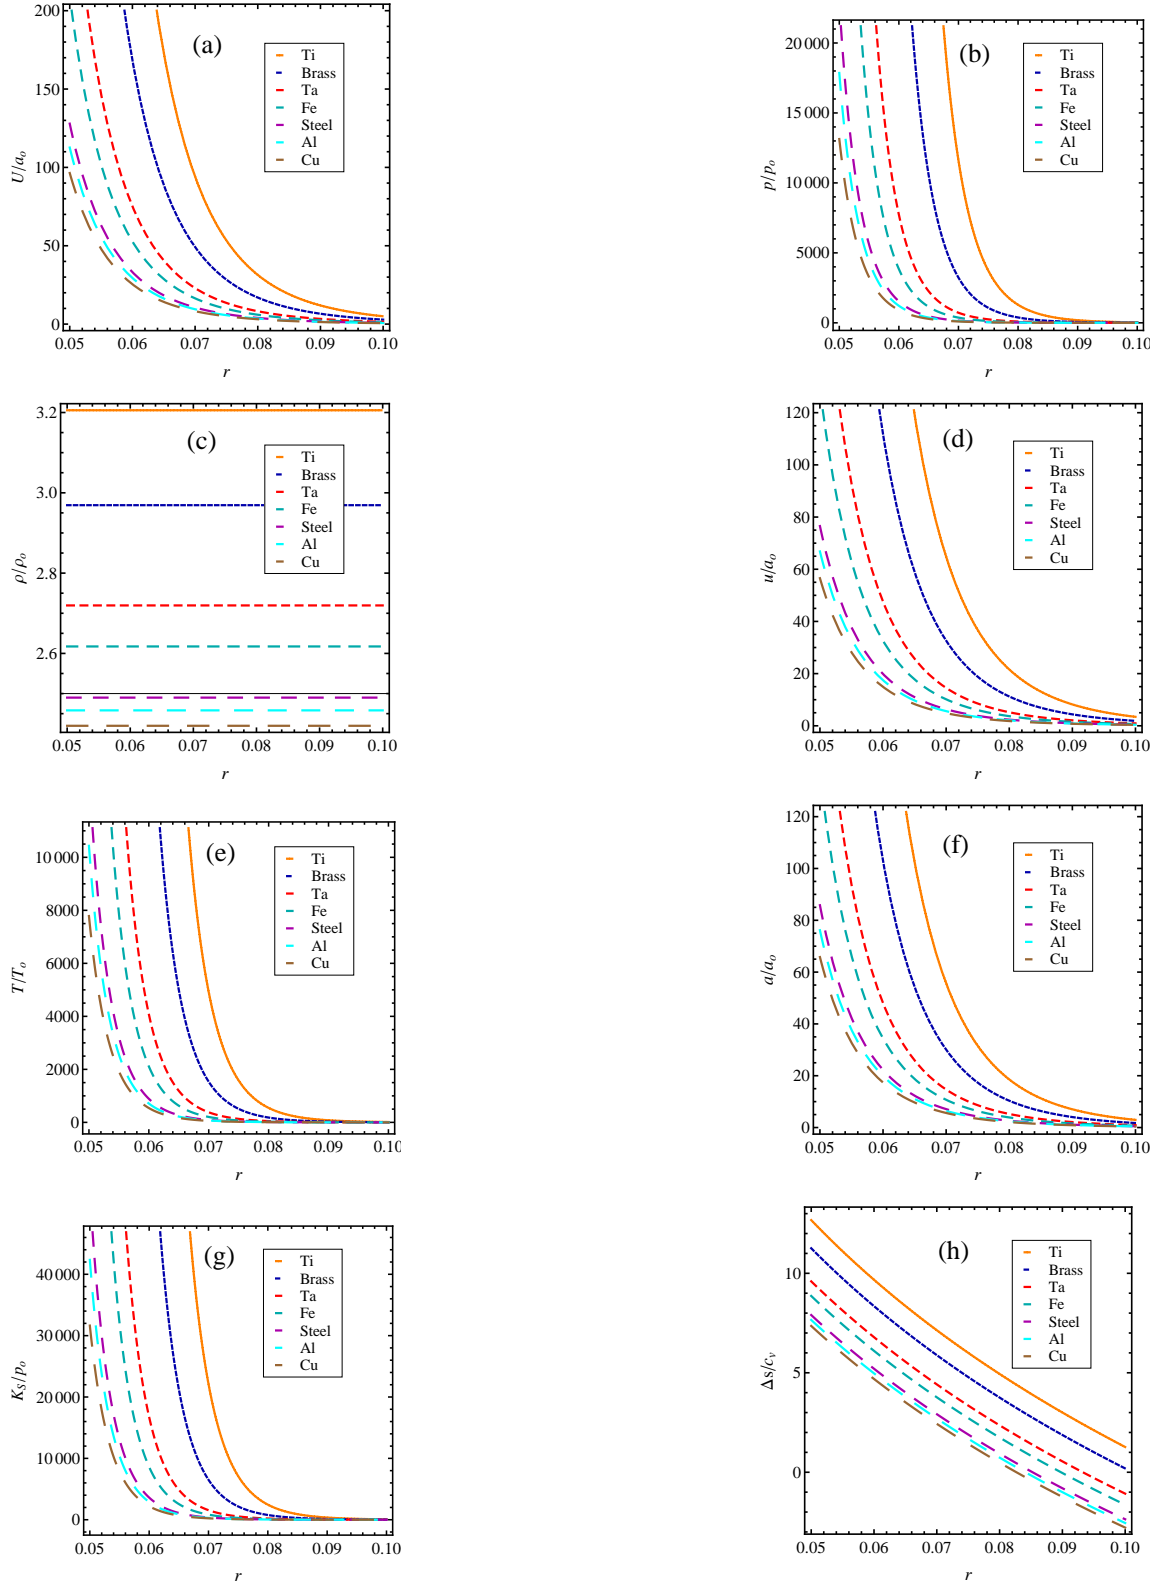 (a)
U/a_o
200
150
100
50
0
0.05 0.06 0.07 0.08 0.09 0.10
r
Ti
Brass
Ta
Fe
Steel
Al
Cu
(b)
p/p_o
20 000
15 000
10 000
5000
0
0.05 0.06 0.07 0.08 0.09 0.10
r
Ti
Brass
Ta
Fe
Steel
Al
Cu
(c)
ρ/ρ_o
3.2
3.0
2.8
2.6
0.05 0.06 0.07 0.08 0.09 0.10
r
Ti
Brass
Ta
Fe
Steel
Al
Cu
(d)
u/a_o
120
100
80
60
40
20
0
0.05 0.06 0.07 0.08 0.09 0.10
r
Ti
Brass
Ta
Fe
Steel
Al
Cu
(e)
T/T_o
10 000
8000
6000
4000
2000
0
0.05 0.06 0.07 0.08 0.09 0.10
r
Ti
Brass
Ta
Fe
Steel
Al
Cu
(f)
a/a_o
120
100
80
60
40
20
0
0.05 0.06 0.07 0.08 0.09 0.10
r
Ti
Brass
Ta
Fe
Steel
Al
Cu
(g)
K_S/p_o
40 000
30 000
20 000
10 000
0
0.05 0.06 0.07 0.08 0.09 0.10
r
Ti
Brass
Ta
Fe
Steel
Al
Cu
(h)
Δs/c_v
10
5
0
0.05 0.06 0.07 0.08 0.09 0.10
r
Ti
Brass
Ta
Fe
Steel
Al
Cu